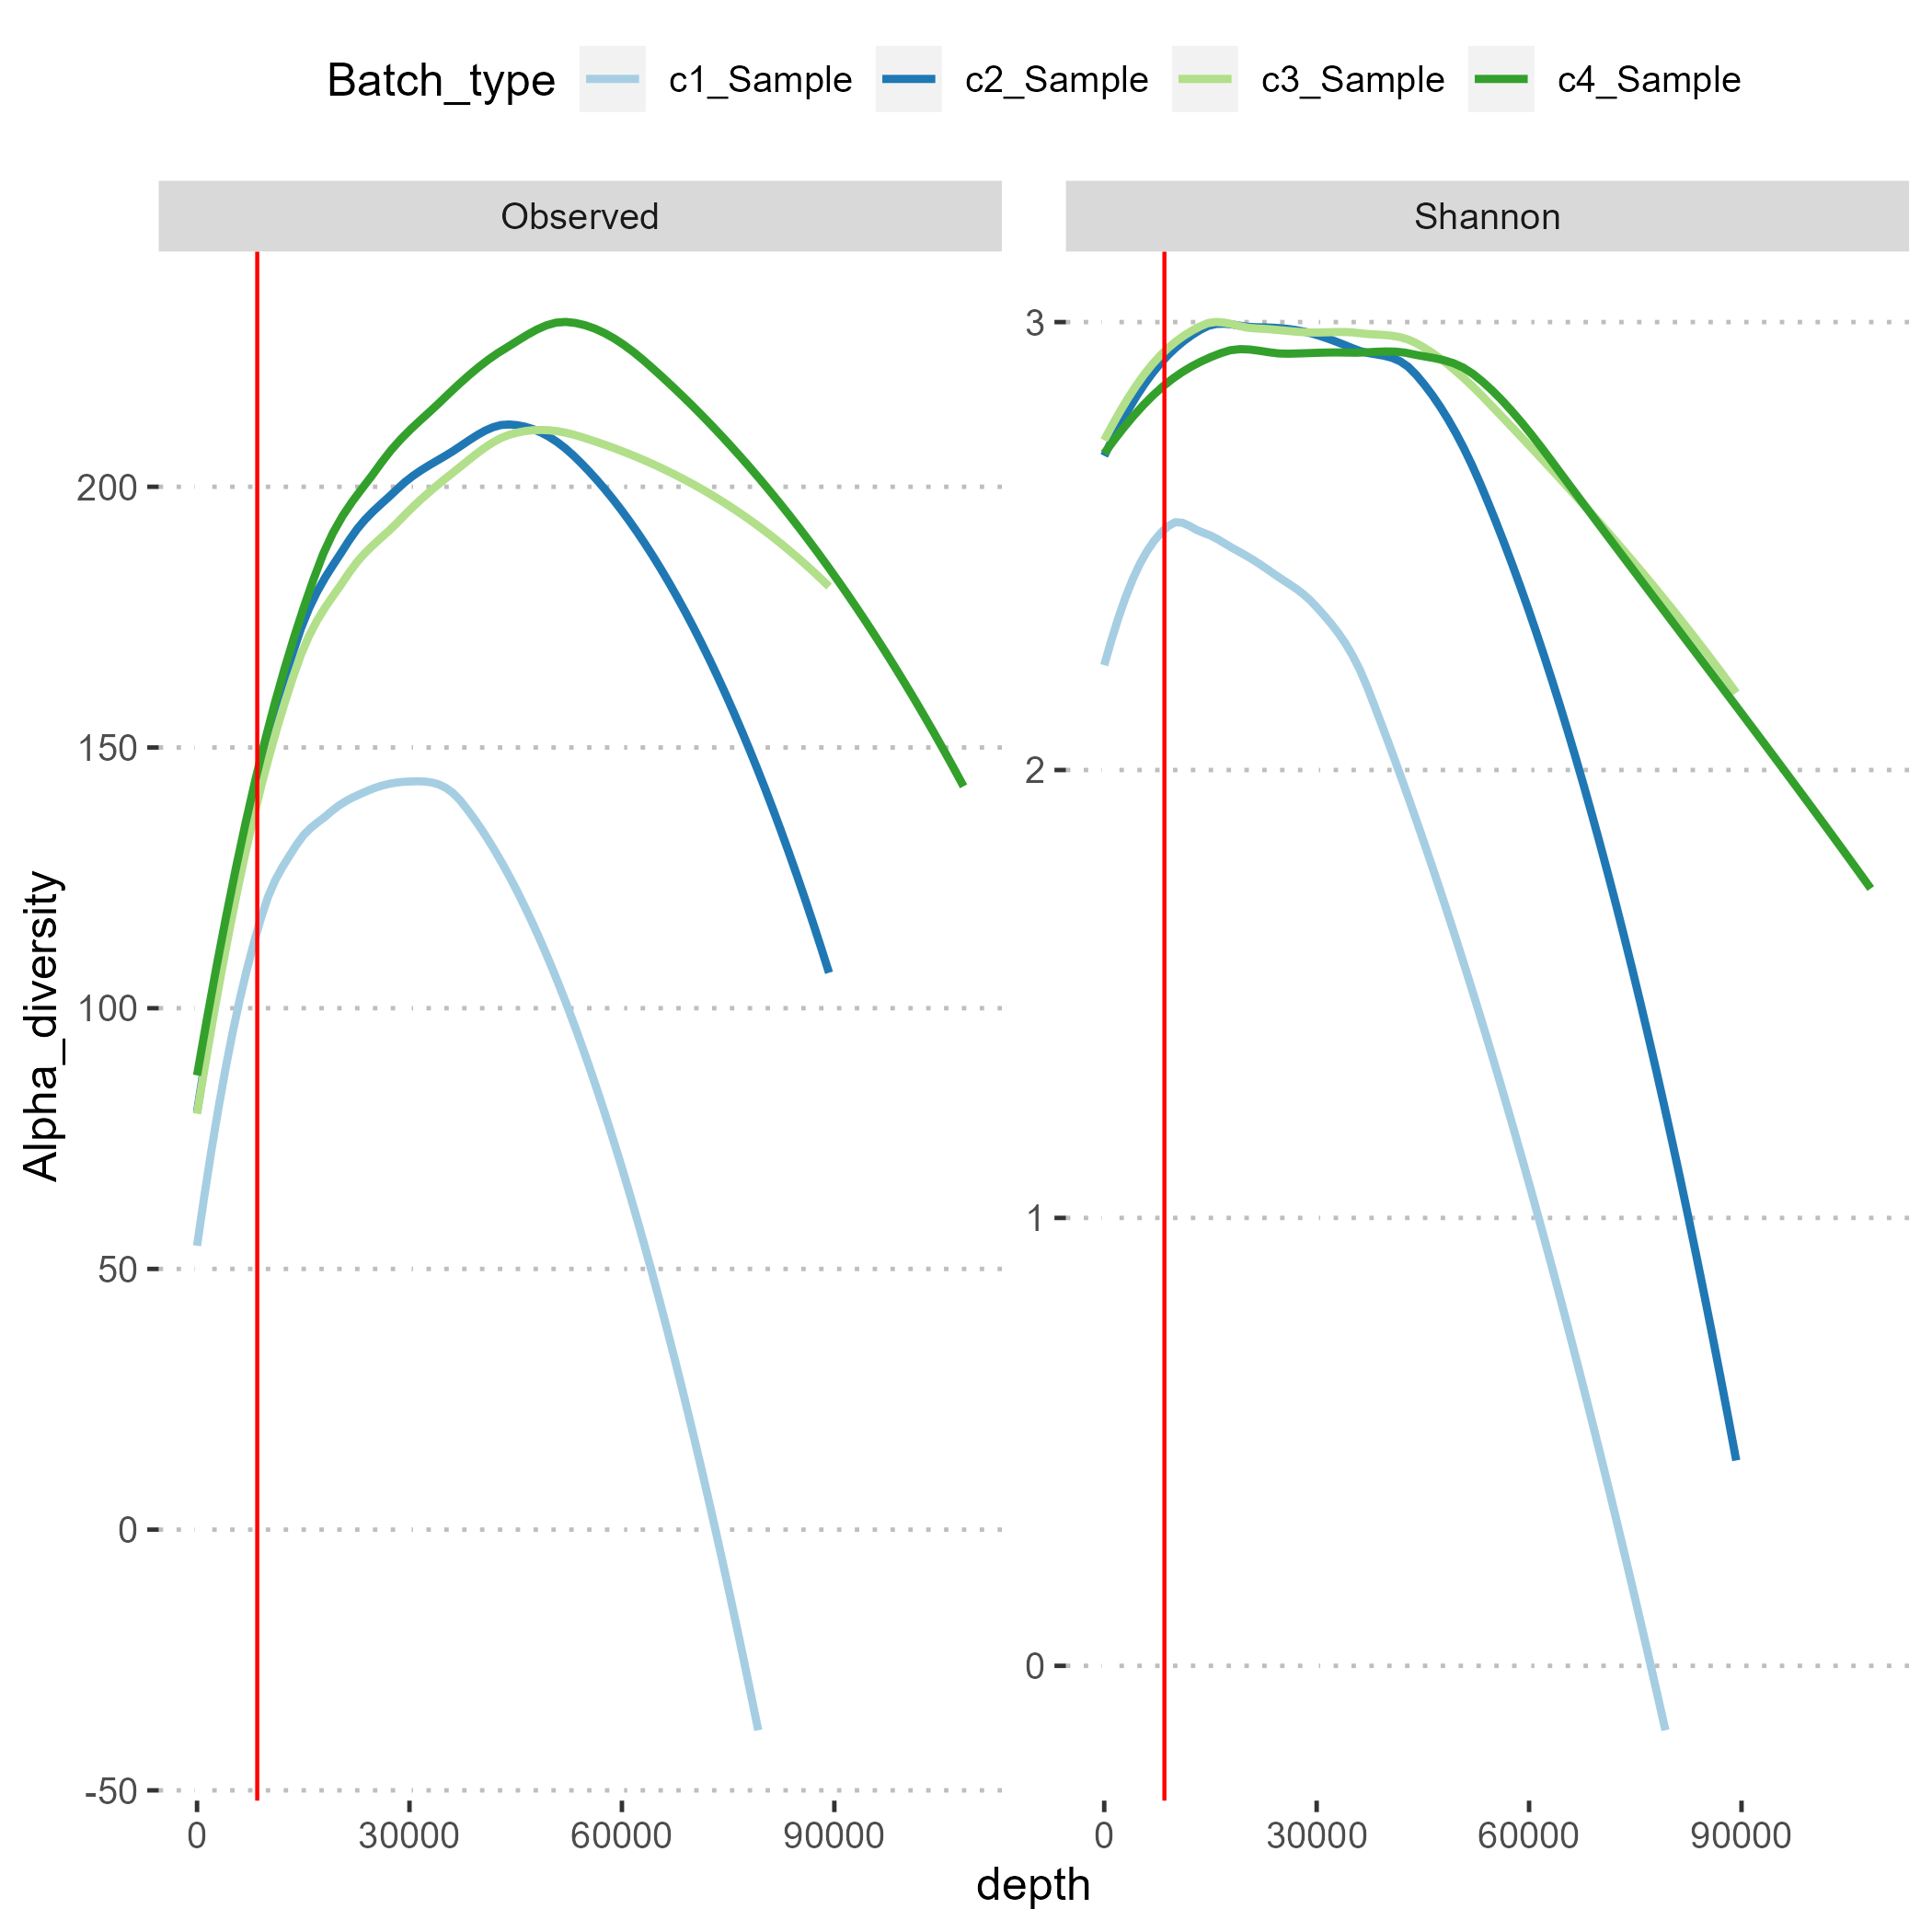 Batch_type c1_Sample c2_Sample c3_Sample c4_Sample
Observed Shannon
200
150
100
50
0
-50
3
2
1
0
Alpha_diversity
0 30000 60000 90000 0 30000 60000 90000
depth